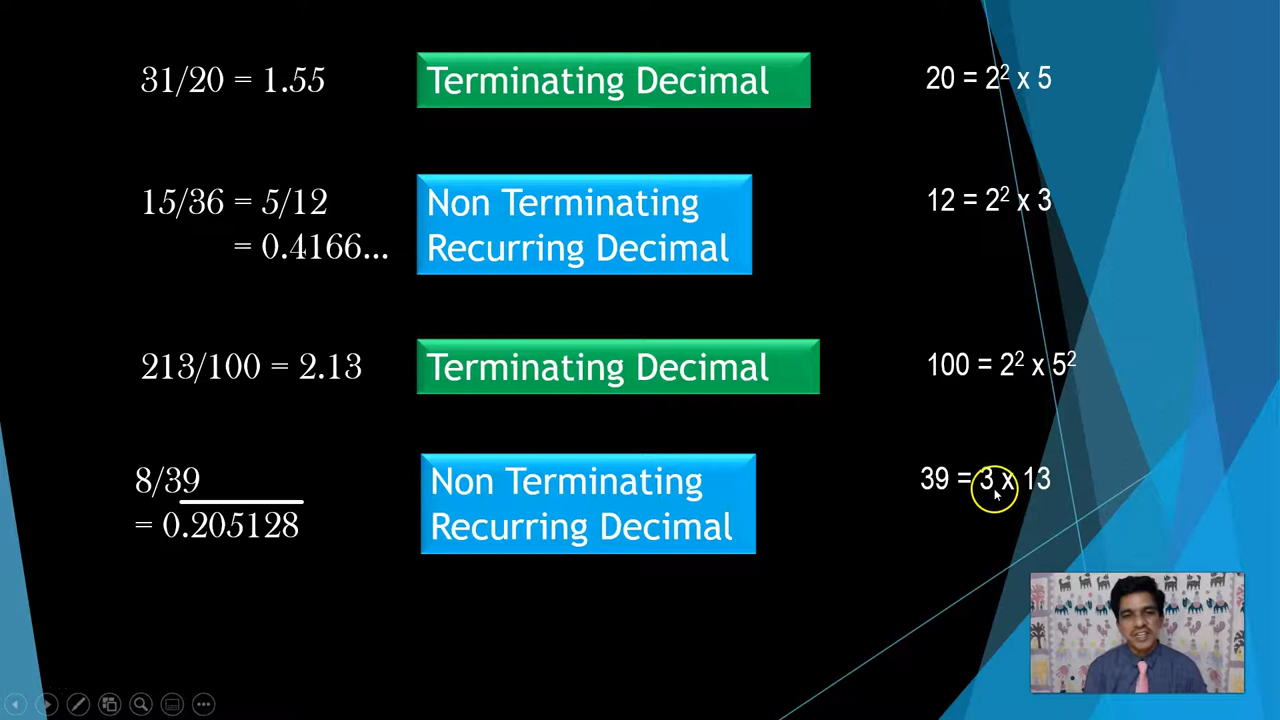 31/20 = 1.55
Terminating Decimal
20 = 2² x 5
15/36 = 5/12
= 0.4166...
Non Terminating
Recurring Decimal
12 = 2² x 3
213/100 = 2.13
Terminating Decimal
100 = 2² x 5²
8/39
= 0.205128
Non Terminating
Recurring Decimal
39 = 3 x 13